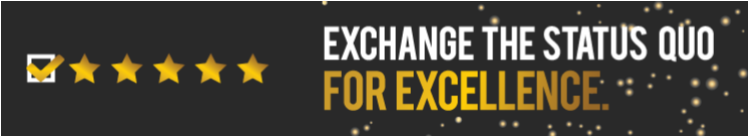 EXCHANGE THE STATUS QUO
FOR EXCELLENCE.